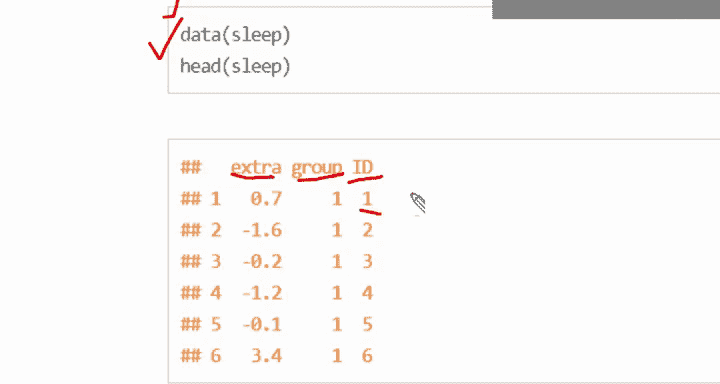 data(sleep)
head(sleep)
## extra group ID
## 1 0.7 1 1
## 2 -1.6 1 2
## 3 -0.2 1 3
## 4 -1.2 1 4
## 5 -0.1 1 5
## 6 3.4 1 6